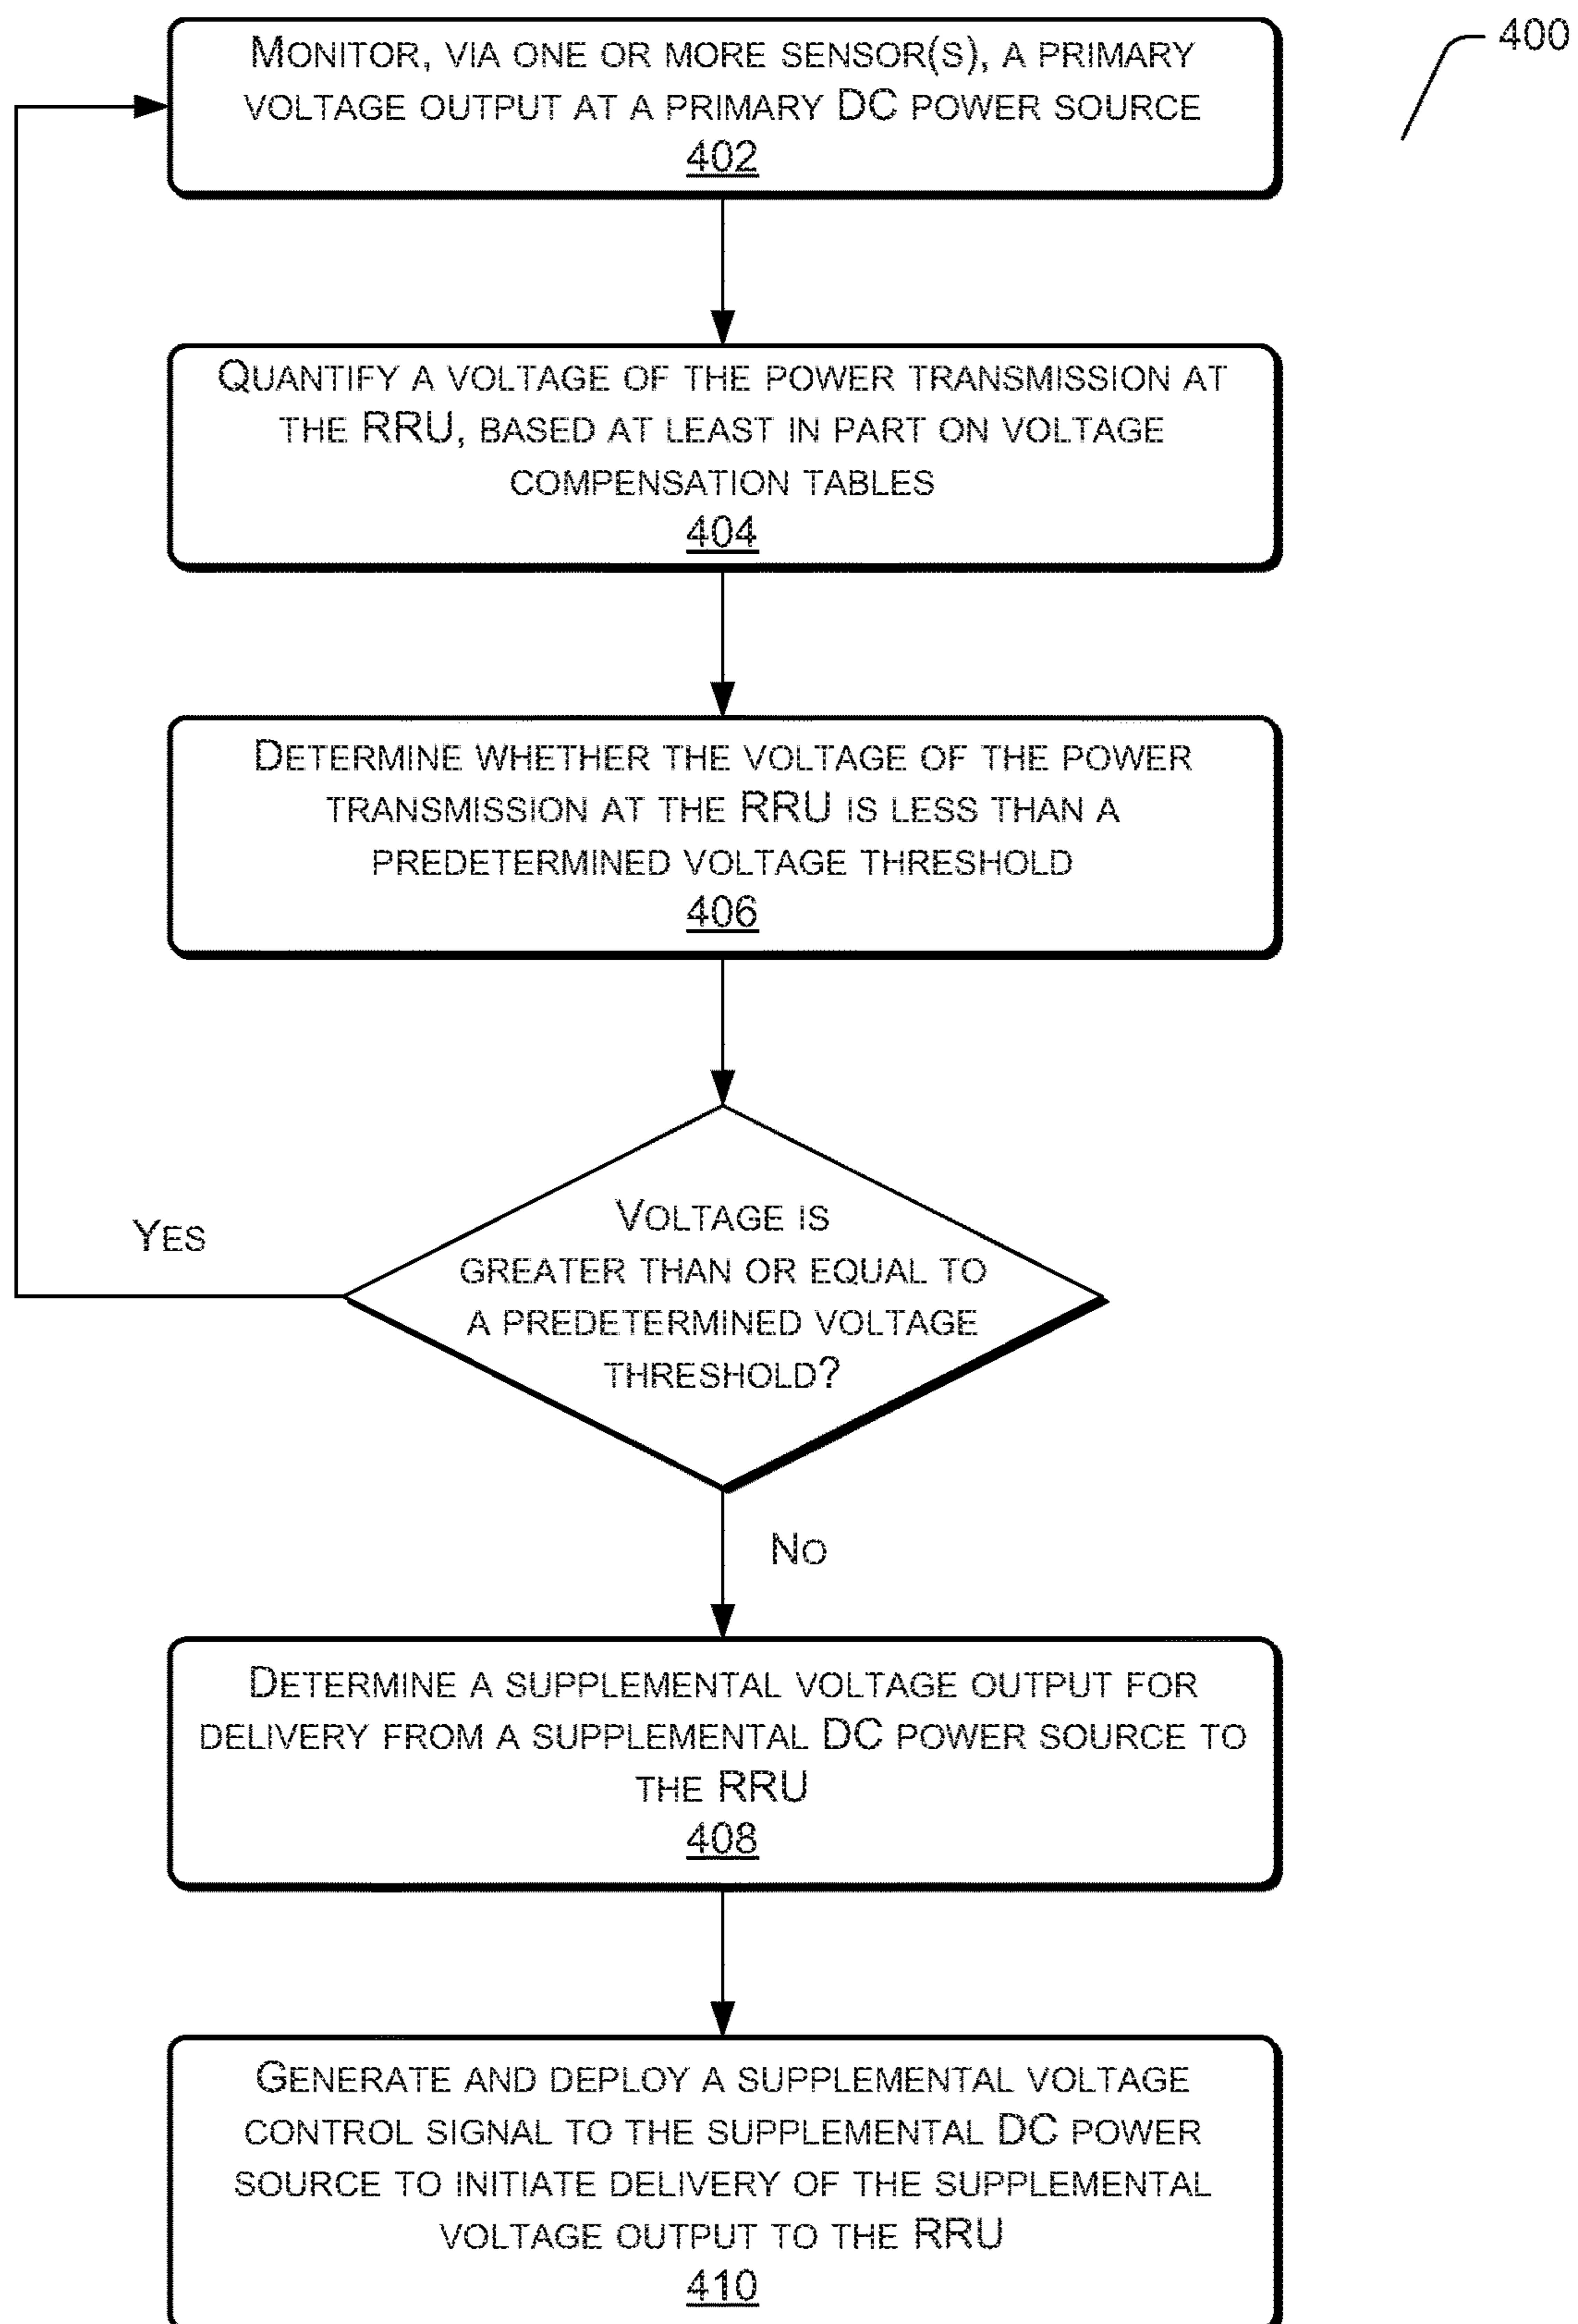 400
MONITOR, VIA ONE OR MORE SENSOR(S), A PRIMARY
VOLTAGE OUTPUT AT A PRIMARY DC POWER SOURCE
402
QUANTIFY A VOLTAGE OF THE POWER TRANSMISSION AT
THE RRU, BASED AT LEAST IN PART ON VOLTAGE
COMPENSATION TABLES
404
DETERMINE WHETHER THE VOLTAGE OF THE POWER
TRANSMISSION AT THE RRU IS LESS THAN A
PREDETERMINED VOLTAGE THRESHOLD
406
VOLTAGE IS
GREATER THAN OR EQUAL TO
A PREDETERMINED VOLTAGE
THRESHOLD?
YES
NO
DETERMINE A SUPPLEMENTAL VOLTAGE OUTPUT FOR
DELIVERY FROM A SUPPLEMENTAL DC POWER SOURCE TO
THE RRU
408
GENERATE AND DEPLOY A SUPPLEMENTAL VOLTAGE
CONTROL SIGNAL TO THE SUPPLEMENTAL DC POWER
SOURCE TO INITIATE DELIVERY OF THE SUPPLEMENTAL
VOLTAGE OUTPUT TO THE RRU
410